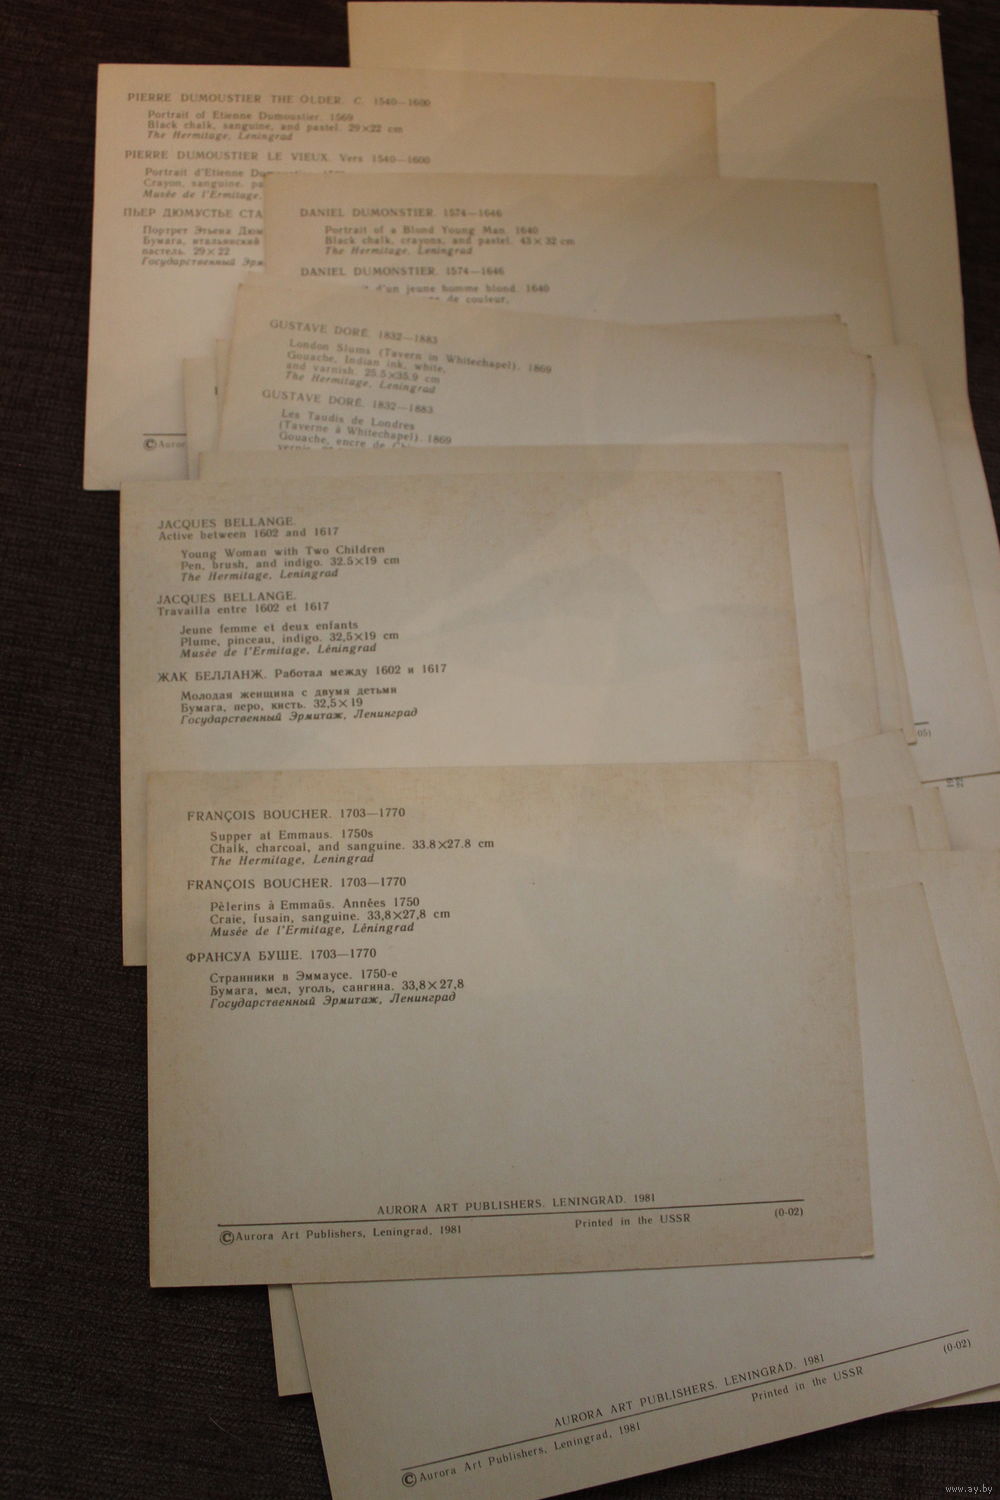 PIERRE DUMOUSTIER THE OLDER. C. 1540—1600
Portrait of Etienne Dumoustier. 1569
Black chalk, sanguine, and pastel. 29×22 cm
The Hermitage, Leningrad
PIERRE DUMOUSTIER LE VIEUX. Vers 1540—1600
Portrait d'Etienne
Crayon, sanguine,
Musée de l'Ermitage,
ПЬЕР ДЮМУСТЬЕ
Портрет Этьена
Бумага, итальянский
пастель. 29×22
Государственный
© 
DANIEL DUMONSTIER. 1574—1646
Portrait of a Blond Young Man. 1640
Black chalk, crayons, and pastel. 43×32 cm
The Hermitage, Leningrad
DANIEL DUMONSTIER. 1574—1646
d'un jeune homme blond. 1640
de couleur,
GUSTAVE DORÉ. 1832—1883
London Slums (Tavern in Whitechapel). 1869
Gouache, Indian ink, white,
and varnish. 25.5×35.9 cm
The Hermitage, Leningrad
GUSTAVE DORÉ. 1832—1883
Les Taudis de Londres
(Taverne à Whitechapel). 1869
Gouache, encre de
JACQUES BELLANGE.
Active between 1602 and 1617
Young Woman with Two Children
Pen, brush, and indigo. 32.5×19 cm
The Hermitage, Leningrad
JACQUES BELLANGE.
Travailla entre 1602 et 1617
Jeune femme et deux enfants
Plume, pinceau, indigo. 32,5×19 cm
Musée de l'Ermitage, Léningrad
ЖАК БЕЛЛАНЖ. Работал между 1602 и 1617
Молодая женщина с двумя детьми
Бумага, перо, кисть. 32,5×19
Государственный Эрмитаж, Ленинград
05)
FRANÇOIS BOUCHER. 1703—1770
Supper at Emmaus. 1750s
Chalk, charcoal, and sanguine. 33.8×27.8 cm
The Hermitage, Leningrad
FRANÇOIS BOUCHER. 1703—1770
Pèlerins à Emmaüs. Années 1750
Craie, fusain, sanguine. 33,8×27,8 cm
Musée de l'Ermitage, Léningrad
ФРАНСУА БУШЕ. 1703—1770
Странники в Эммаусе. 1750-е
Бумага, мел, уголь, сангина. 33,8×27,8
Государственный Эрмитаж, Ленинград
AURORA ART PUBLISHERS. LENINGRAD. 1981
© Aurora Art Publishers, Leningrad, 1981 Printed in the USSR (0-02)
AURORA ART PUBLISHERS. LENINGRAD. 1981
© Aurora Art Publishers, Leningrad, 1981 Printed in the USSR (0-02)
www.ay.by